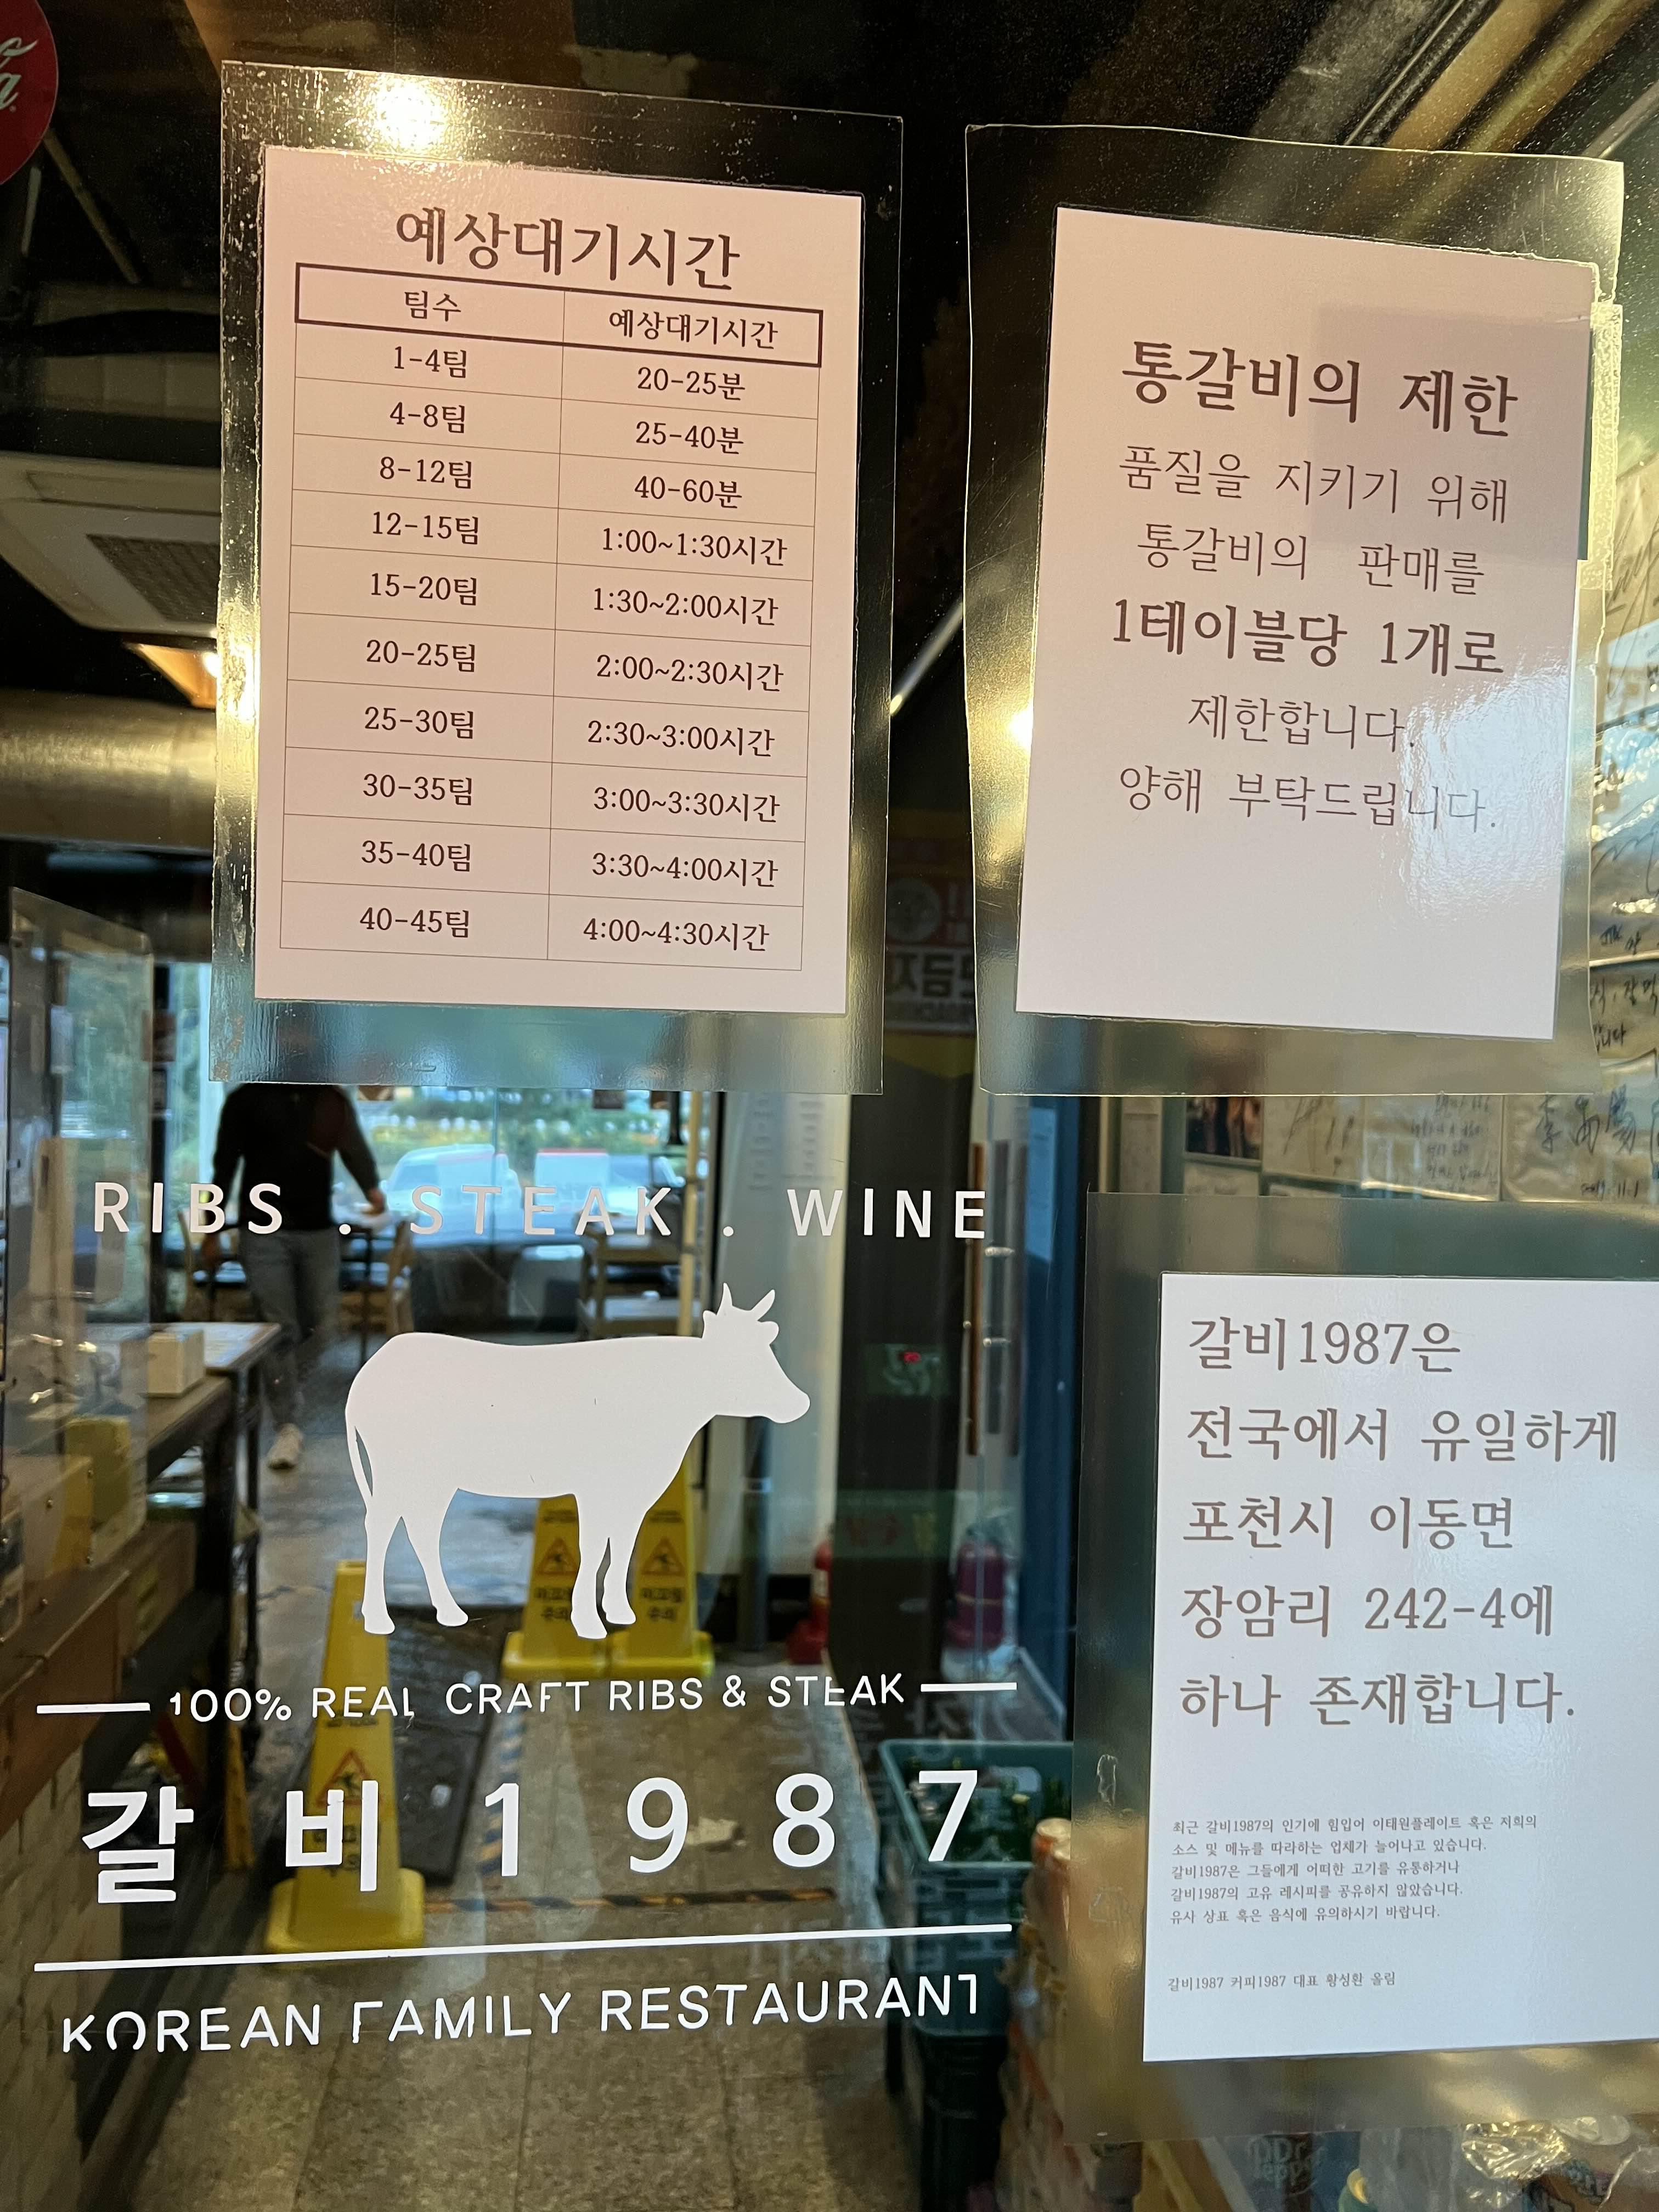 예상대기시간
팀수 예상대기시간
1-4팀 20-25분
4-8팀 25-40분
8-12팀 40-60분
12-15팀 1:00~1:30시간
15-20팀 1:30~2:00시간
20-25팀 2:00~2:30시간
25-30팀 2:30~3:00시간
30-35팀 3:00~3:30시간
35-40팀 3:30~4:00시간
40-45팀 4:00~4:30시간
통갈비의 제한
품질을 지키기 위해
통갈비의 판매를
1테이블당 1개로
제한합니다.
양해 부탁드립니다.
RIBS . STEAK . WINE
100% REAL CRAFT RIBS & STEAK
갈비1987
KOREAN FAMILY RESTAURANT
갈비1987은
전국에서 유일하게
포천시 이동면
장암리 242-4에
하나 존재합니다.
최근 갈비1987의 인기에 힘입어 이태원플레이트 혹은 저희의
소스 및 메뉴를 따라하는 업체가 늘어나고 있습니다.
갈비1987은 그들에게 어떠한 고기를 유통하거나
갈비1987의 고유 레시피를 공유하지 않았습니다.
유사 상표 혹은 음식에 유의하시기 바랍니다.
갈비1987 커피1987 대표 황성환 올림